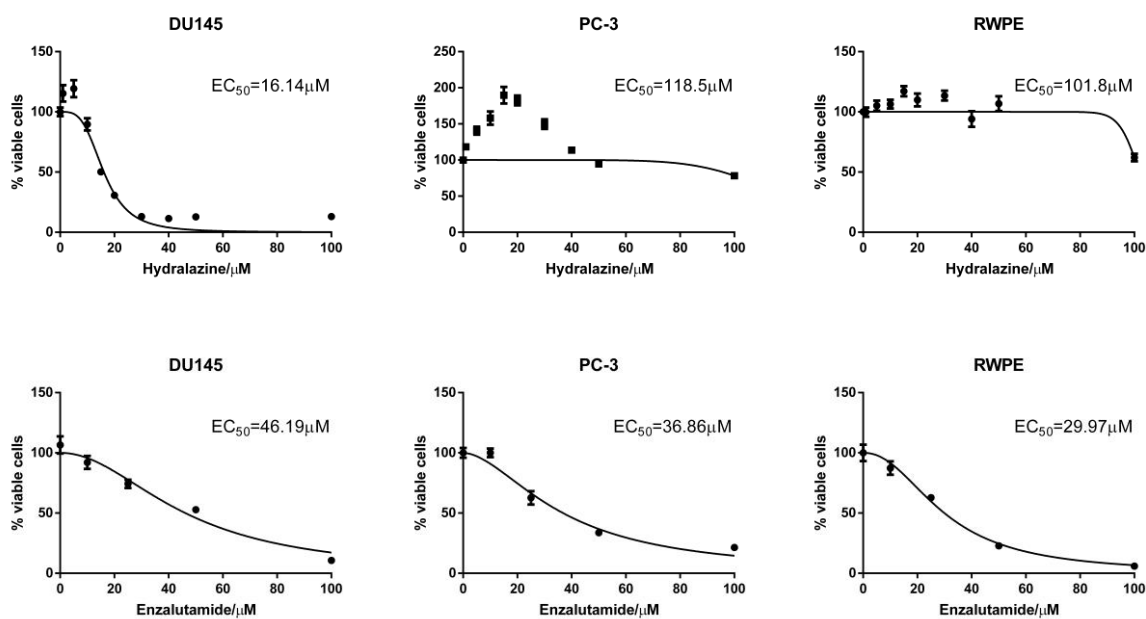 DU145
PC-3
RWPE
EC50=16.14μM
EC50=118.5μM
EC50=101.8μM
% viable cells
150
100
50
0
% viable cells
250
200
150
100
50
0
% viable cells
150
100
50
0
0 20 40 60 80 100
0 20 40 60 80 100
0 20 40 60 80 100
Hydralazine/μM
Hydralazine/μM
Hydralazine/μM
DU145
PC-3
RWPE
EC50=46.19μM
EC50=36.86μM
EC50=29.97μM
% viable cells
150
100
50
0
% viable cells
150
100
50
0
% viable cells
150
100
50
0
0 20 40 60 80 100
0 20 40 60 80 100
0 20 40 60 80 100
Enzalutamide/μM
Enzalutamide/μM
Enzalutamide/μM